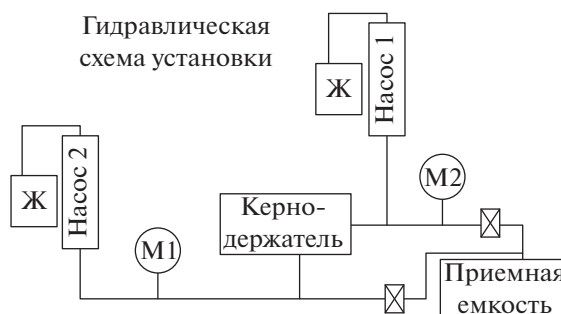 Гидравлическая
схема установки
Ж
Насос 1
Ж
Насос 2
М1
М2
Керно-
держатель
Приемная
емкость